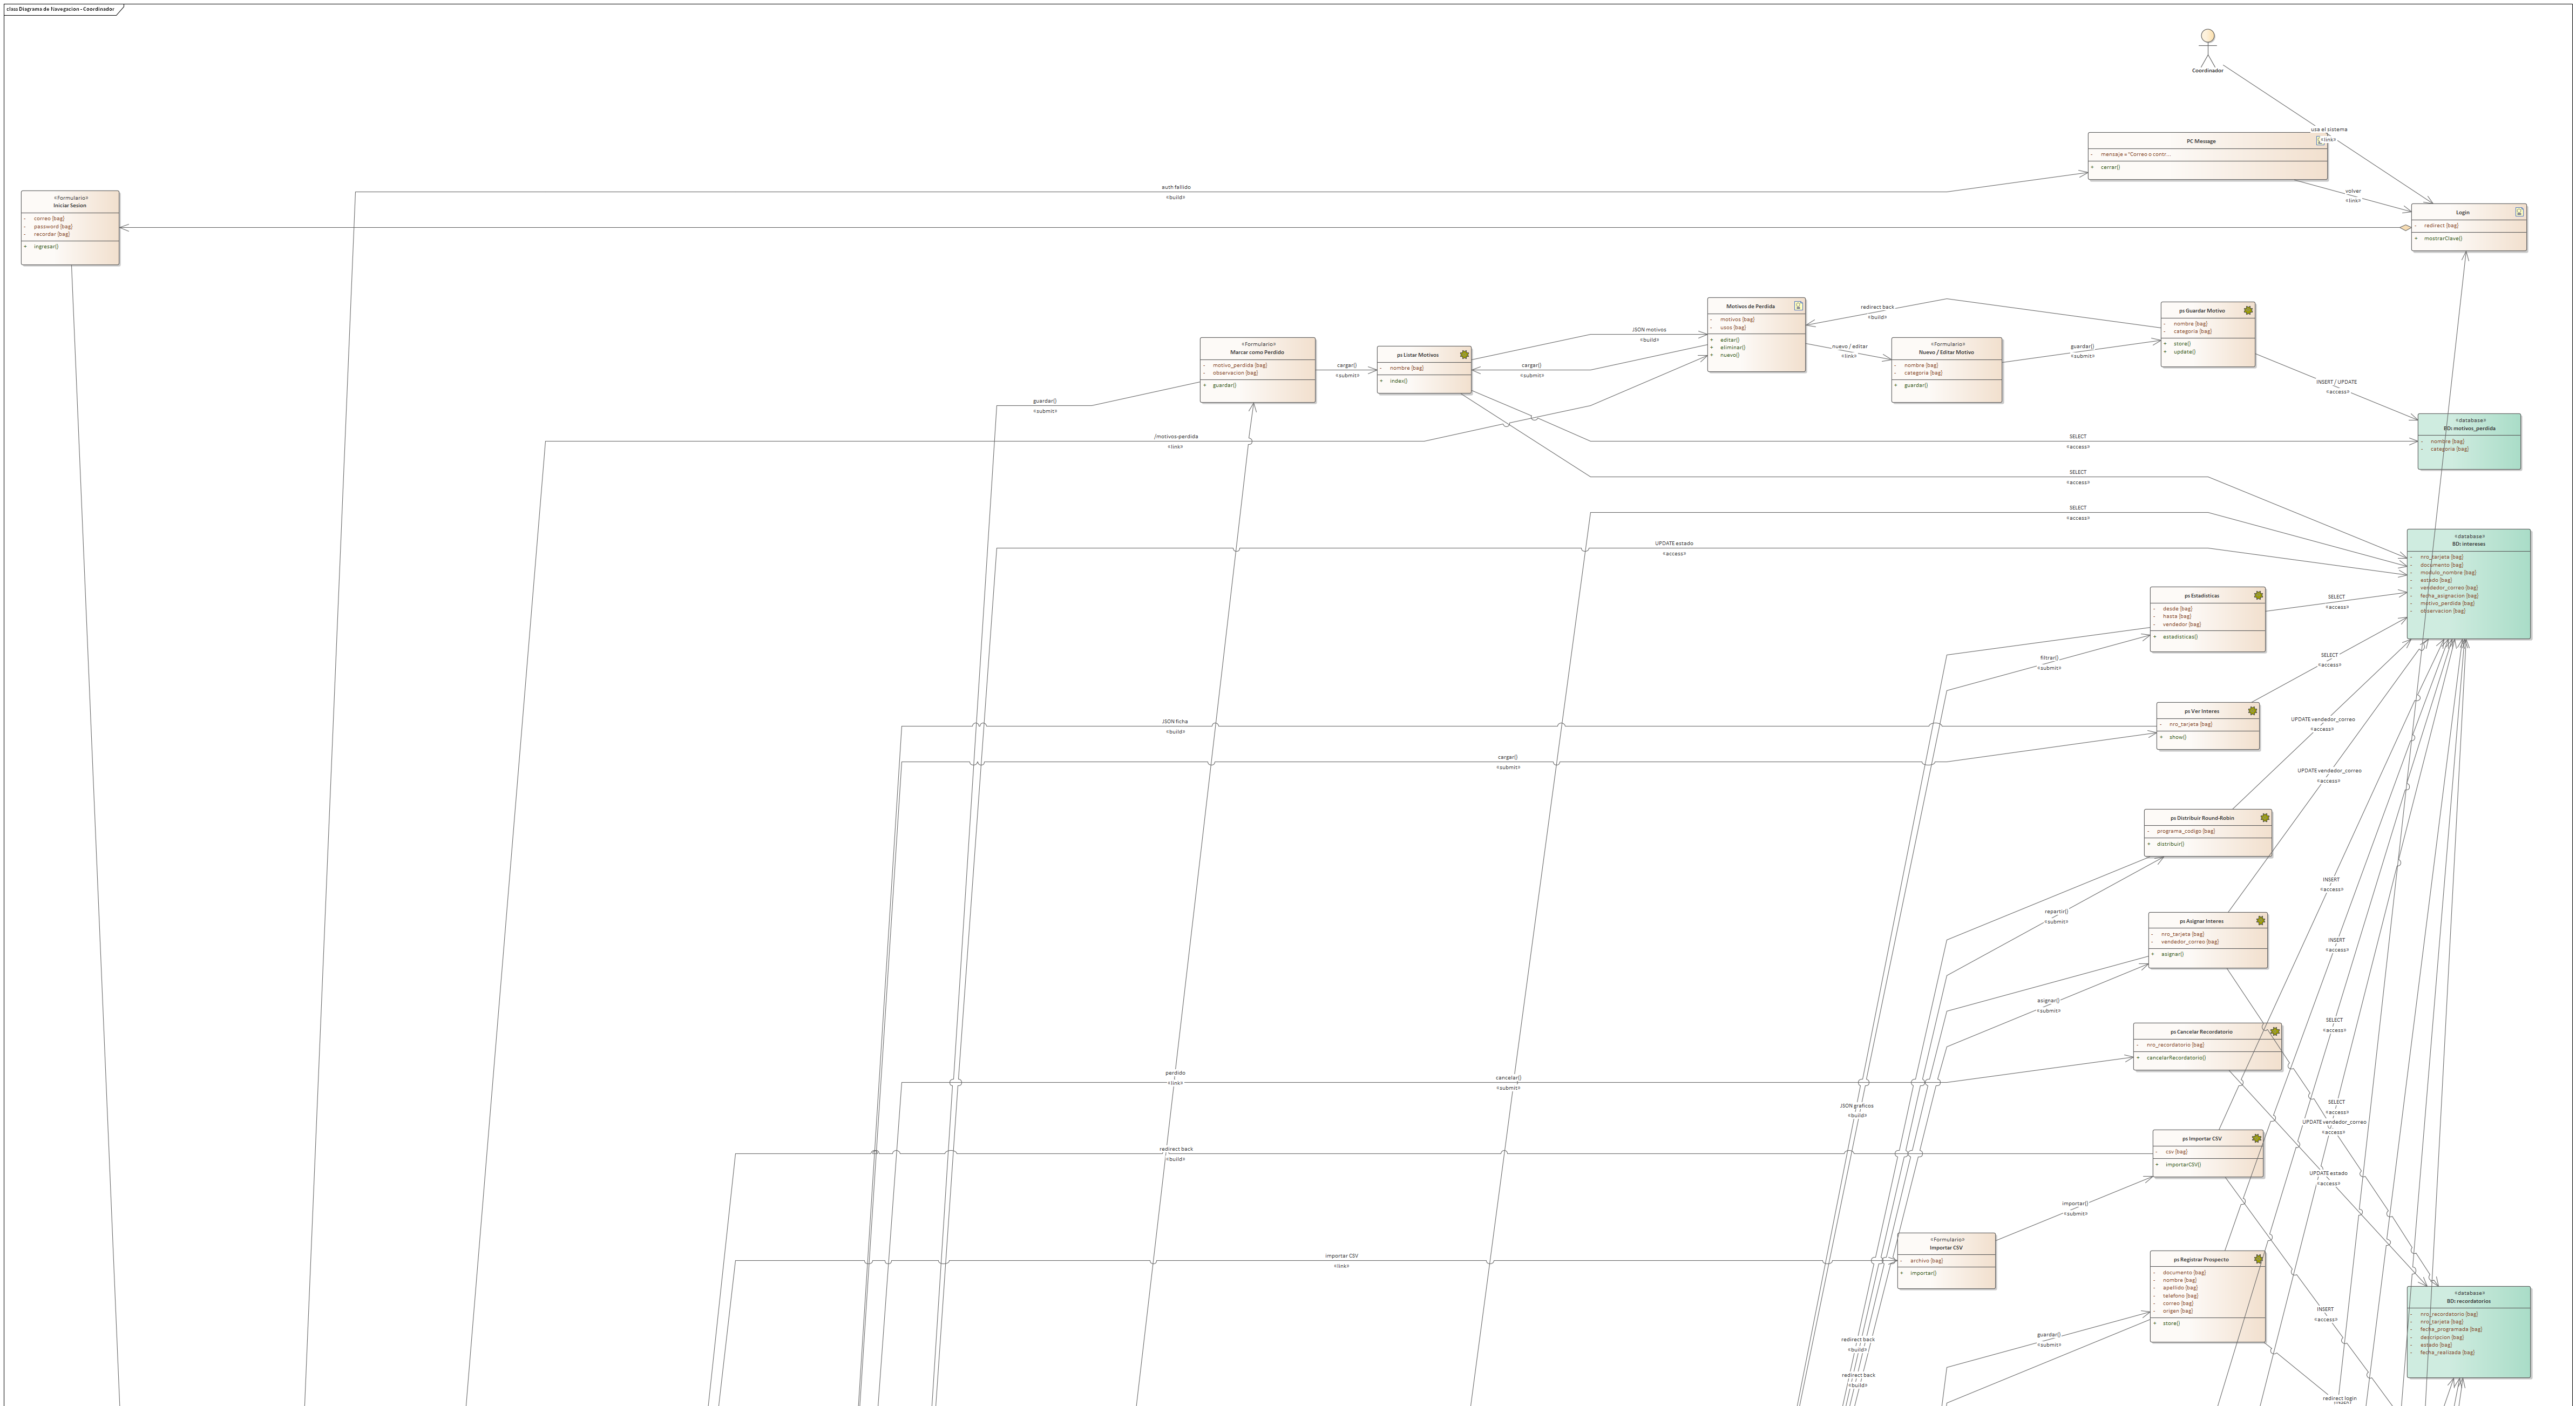 class Diagrama de Navegacion - Coordinador
Coordinador
usa el sistema
«link»
PC Message
- mensaje = "Correo o contr...
+ cerrar()
auth fallido
«build»
volver
«link»
«Formulario»
Iniciar Sesion
- correo {bag}
- password {bag}
- recordar {bag}
+ ingresar()
Login
- redirect {bag}
+ mostrarClave()
Motivos de Perdida
- motivos {bag}
- usos {bag}
+ editar()
+ eliminar()
+ nuevo()
redirect back
«build»
ps Guardar Motivo
- nombre {bag}
- categoria {bag}
+ store()
+ update()
JSON motivos
«build»
«Formulario»
Marcar como Perdido
- motivo_perdida {bag}
- observacion {bag}
+ guardar()
cargar()
«submit»
ps Listar Motivos
- nombre {bag}
+ index()
cargar()
«submit»
nuevo / editar
«link»
«Formulario»
Nuevo / Editar Motivo
- nombre {bag}
- categoria {bag}
+ guardar()
guardar()
«submit»
INSERT / UPDATE
«access»
guardar()
«submit»
/motivos-perdida
«link»
SELECT
«access»
«database»
BD: motivos_perdida
- nombre {bag}
- categoria {bag}
SELECT
«access»
SELECT
«access»
UPDATE estado
«access»
«database»
BD: intereses
- nro_tarjeta {bag}
- documento {bag}
- modulo_nombre {bag}
- estado {bag}
- vendedor_correo {bag}
- fecha_asignacion {bag}
- motivo_perdida {bag}
- observacion {bag}
ps Estadisticas
- desde {bag}
- hasta {bag}
- vendedor {bag}
+ estadisticas()
SELECT
«access»
filtrar()
«submit»
SELECT
«access»
ps Ver Interes
- nro_tarjeta {bag}
+ show()
JSON ficha
«build»
UPDATE vendedor_correo
«access»
cargar()
«submit»
UPDATE vendedor_correo
«access»
ps Distribuir Round-Robin
- programa_codigo {bag}
+ distribuir()
INSERT
«access»
repartir()
«submit»
ps Asignar Interes
- nro_tarjeta {bag}
- vendedor_correo {bag}
+ asignar()
INSERT
«access»
asignar()
«submit»
SELECT
«access»
ps Cancelar Recordatorio
- nro_recordatorio {bag}
+ cancelarRecordatorio()
perdido
«link»
cancelar()
«submit»
JSON graficos
«build»
SELECT
«access»
UPDATE vendedor_correo
«access»
ps Importar CSV
- csv {bag}
+ importarCSV()
redirect back
«build»
UPDATE estado
«access»
importar()
«submit»
«Formulario»
Importar CSV
- archivo {bag}
+ importar()
importar CSV
«link»
ps Registrar Prospecto
- documento {bag}
- nombre {bag}
- apellido {bag}
- telefono {bag}
- correo {bag}
- origen {bag}
+ store()
INSERT
«access»
«database»
BD: recordatorios
- nro_recordatorio {bag}
- nro_tarjeta {bag}
- fecha_programada {bag}
- descripcion {bag}
- estado {bag}
- fecha_realizada {bag}
guardar()
«submit»
redirect back
«build»
redirect back
«build»
redirect login